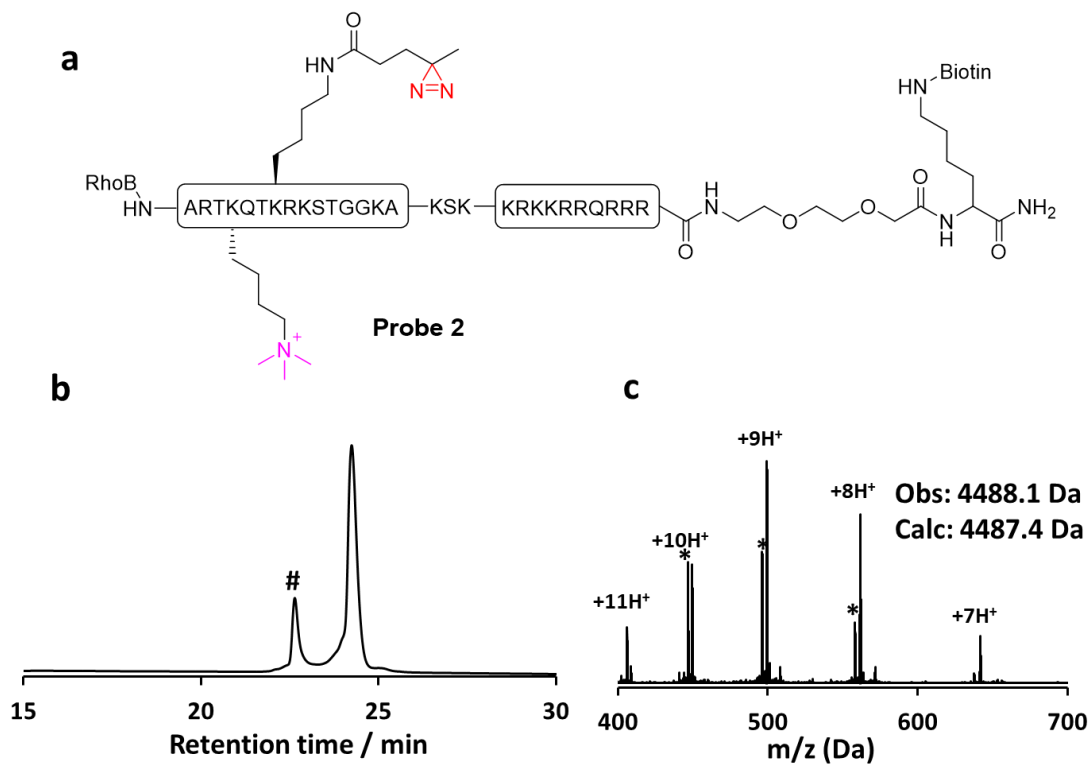 a
O
HN
N=N
Biotin
HN
RhoB
HN
ARTKQTKRKSTGGKA
KSK
KRKKRRQRRR
H
N
O
O
O
O
N
H
NH2
O
N+
Probe 2
b
#
15
20
25
30
Retention time / min
c
+9H+
+8H+
Obs: 4488.1 Da
Calc: 4487.4 Da
+10H+
*
*
+11H+
*
+7H+
400
500
600
700
m/z (Da)